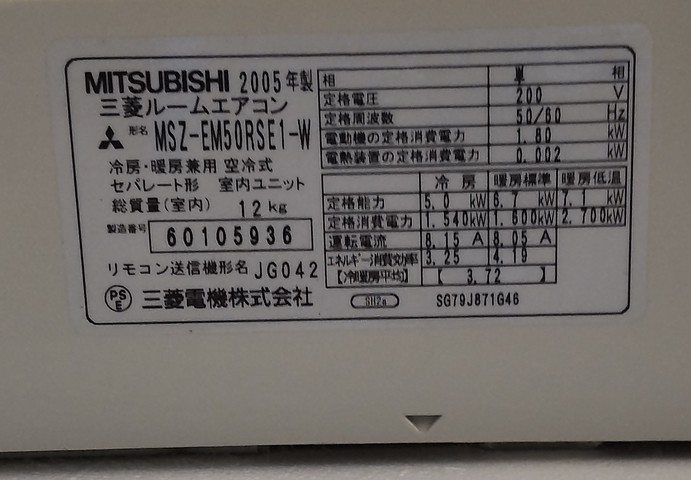 MITSUBISHI 2005年製
三菱ルームエアコン
形名 MSZ-EM50RSE1-W
冷房・暖房兼用 空冷式
セパレート形 室内ユニット
総質量(室内) 12kg
製造番号 60105936
リモコン送信機形名 JG042
PSE 三菱電機株式会社
相 単 相
定格電圧 200 V
定格周波数 50/60 Hz
電動機の定格消費電力 1.80 kW
電熱装置の定格消費電力 0.002 kW
冷 房 暖房標準 暖房低温
定格能力 5.0 kW 6.7 kW 7.1 kW
定格消費電力 1.540kW 1.600kW 2.700kW
運転電流 8.15 A 8.05 A
エネルギー消費効率 3.25 4.19
【冷暖房平均】 【 3.72 】
SH2a SG79J871G46